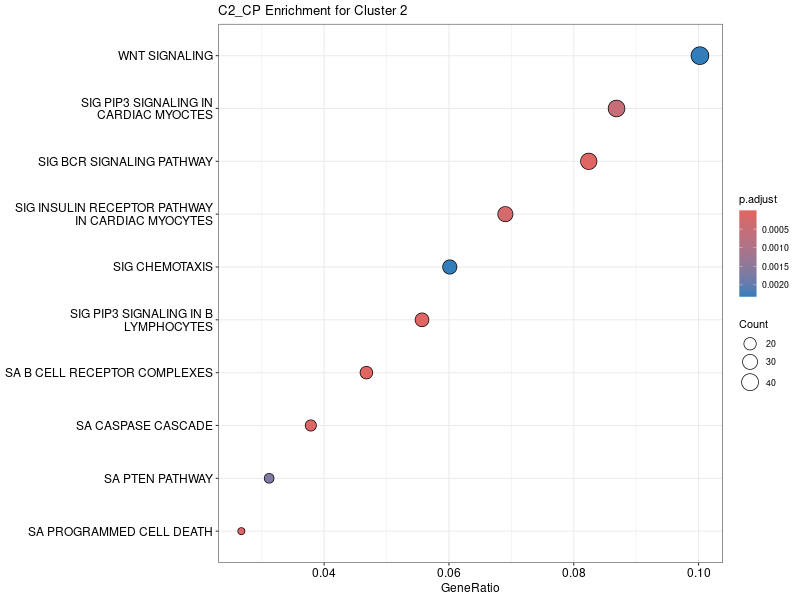 C2_CP Enrichment for Cluster 2
WNT SIGNALING
SIG PIP3 SIGNALING IN
CARDIAC MYOCTES
SIG BCR SIGNALING PATHWAY
SIG INSULIN RECEPTOR PATHWAY
IN CARDIAC MYOCYTES
SIG CHEMOTAXIS
SIG PIP3 SIGNALING IN B
LYMPHOCYTES
SA B CELL RECEPTOR COMPLEXES
SA CASPASE CASCADE
SA PTEN PATHWAY
SA PROGRAMMED CELL DEATH
0.04 0.06 0.08 0.10
GeneRatio
p.adjust
0.0005
0.0010
0.0015
0.0020
Count
20
30
40